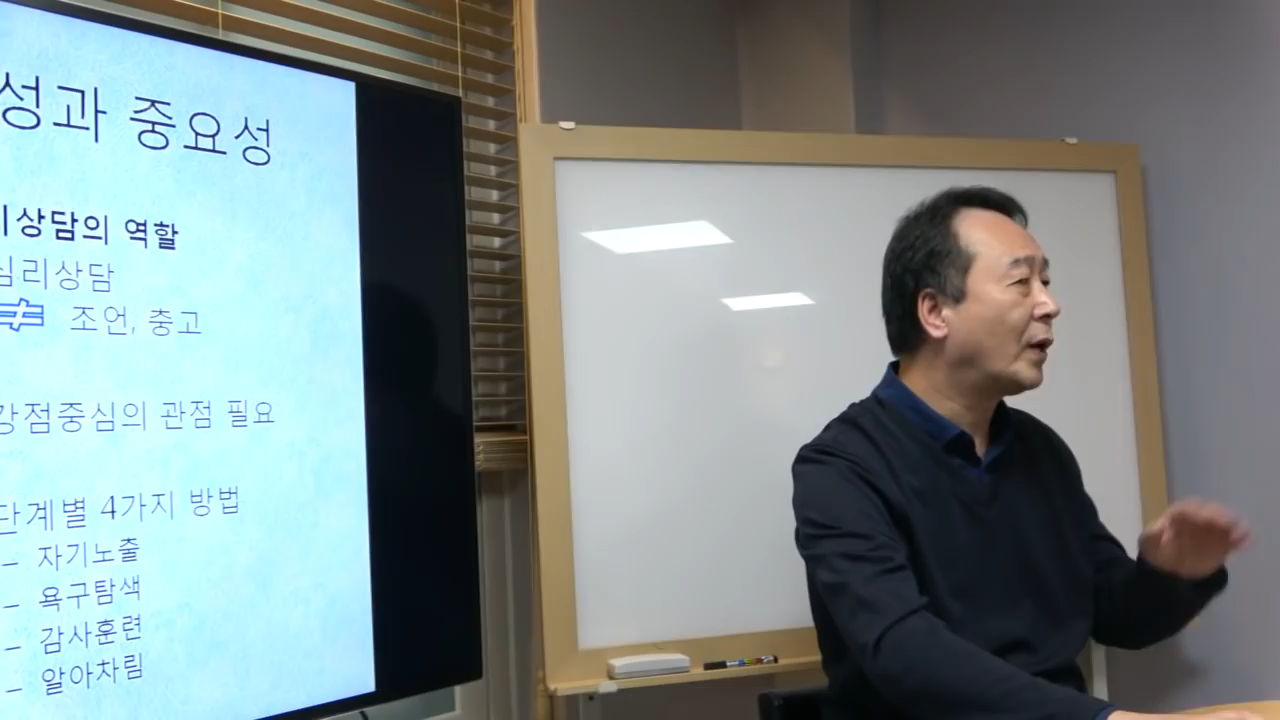 성과 중요성
상담의 역할
심리상담
≠ 조언, 충고
강점중심의 관점 필요
단계별 4가지 방법
- 자기노출
- 욕구탐색
- 감사훈련
- 알아차림